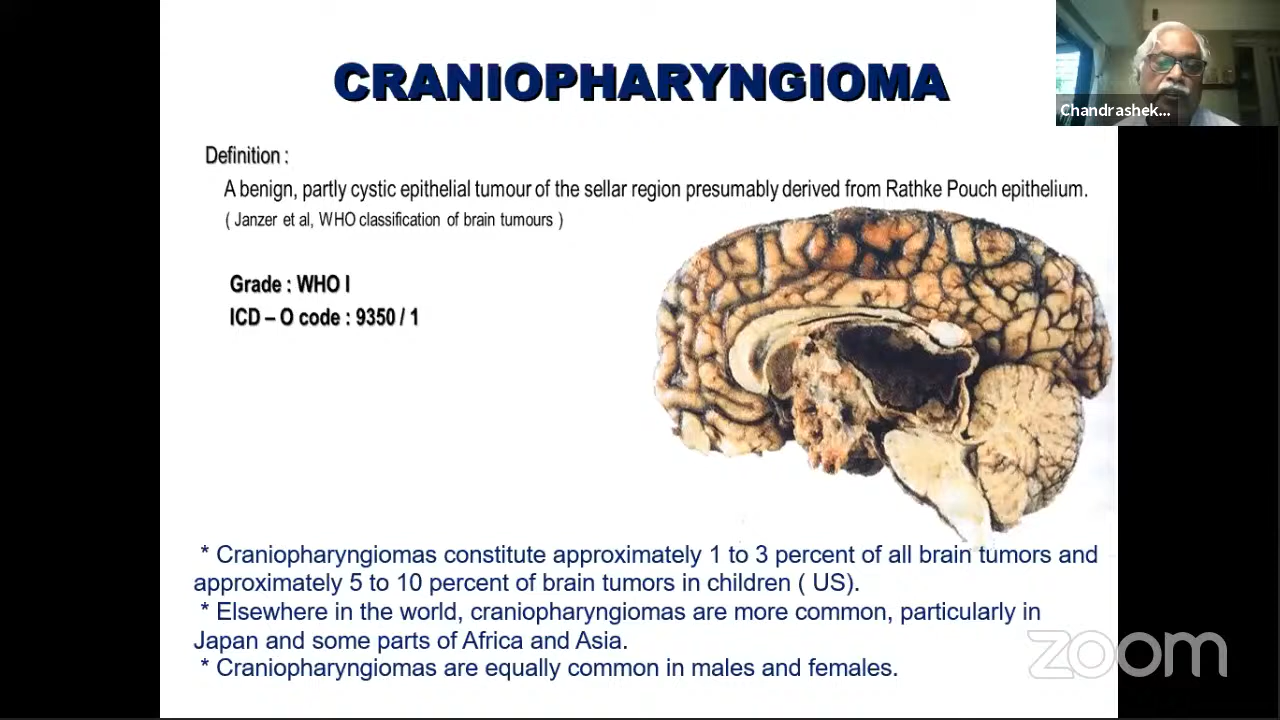 CRANIOPHARYNGIOMA
Chandrashek...
Definition :
A benign, partly cystic epithelial tumour of the sellar region presumably derived from Rathke Pouch epithelium.
( Janzer et al, WHO classification of brain tumours )
Grade : WHO I
ICD – O code : 9350 / 1
* Craniopharyngiomas constitute approximately 1 to 3 percent of all brain tumors and
approximately 5 to 10 percent of brain tumors in children ( US).
* Elsewhere in the world, craniopharyngiomas are more common, particularly in
Japan and some parts of Africa and Asia.
* Craniopharyngiomas are equally common in males and females.
zoom